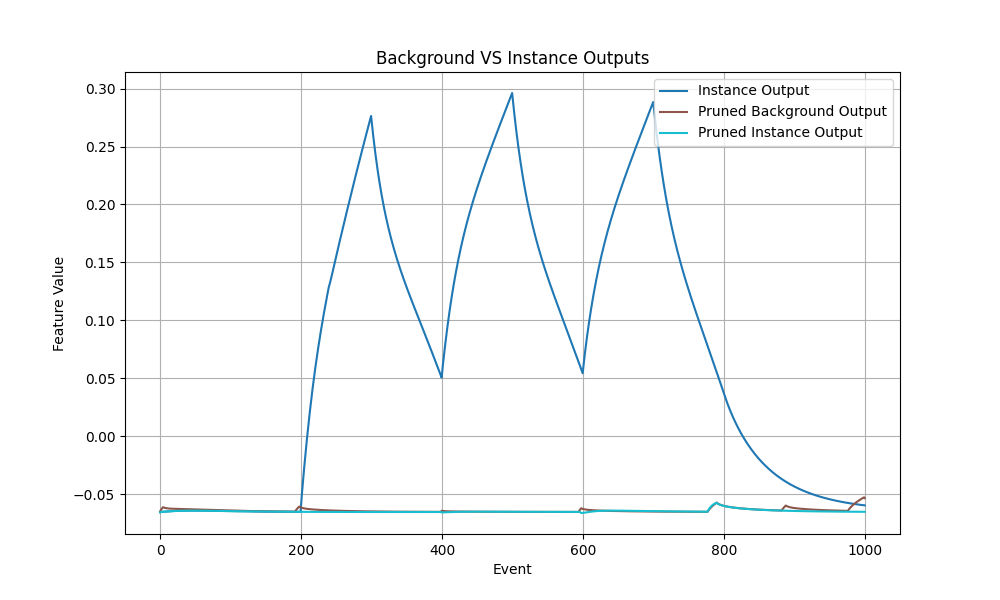 Background VS Instance Outputs
Instance Output
Pruned Background Output
Pruned Instance Output
0.30
0.25
0.20
0.15
0.10
0.05
0.00
−0.05
Feature Value
0 200 400 600 800 1000
Event